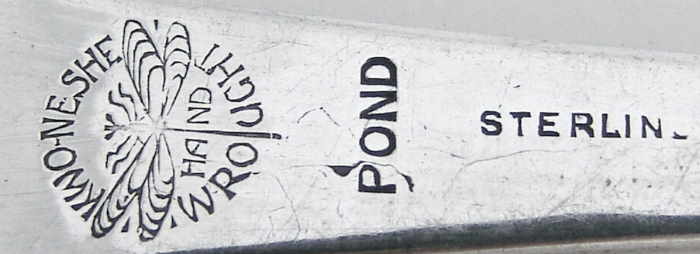 KWO-NE-SHE
HAND
WROUGHT
POND
STERLIN